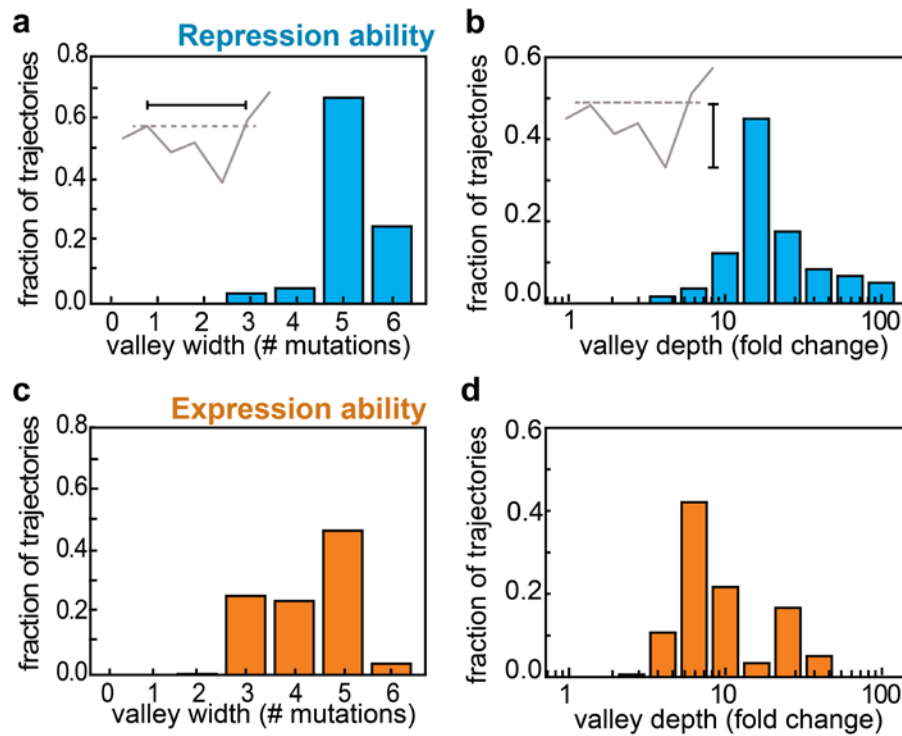 a
Repression ability
b
fraction of trajectories
0.8
0.6
0.4
0.2
0.0
0 1 2 3 4 5 6
valley width (# mutations)
fraction of trajectories
0.6
0.4
0.2
0.0
1 10 100
valley depth (fold change)
c
Expression ability
d
fraction of trajectories
0.8
0.6
0.4
0.2
0.0
0 1 2 3 4 5 6
valley width (# mutations)
fraction of trajectories
0.6
0.4
0.2
0.0
1 10 100
valley depth (fold change)